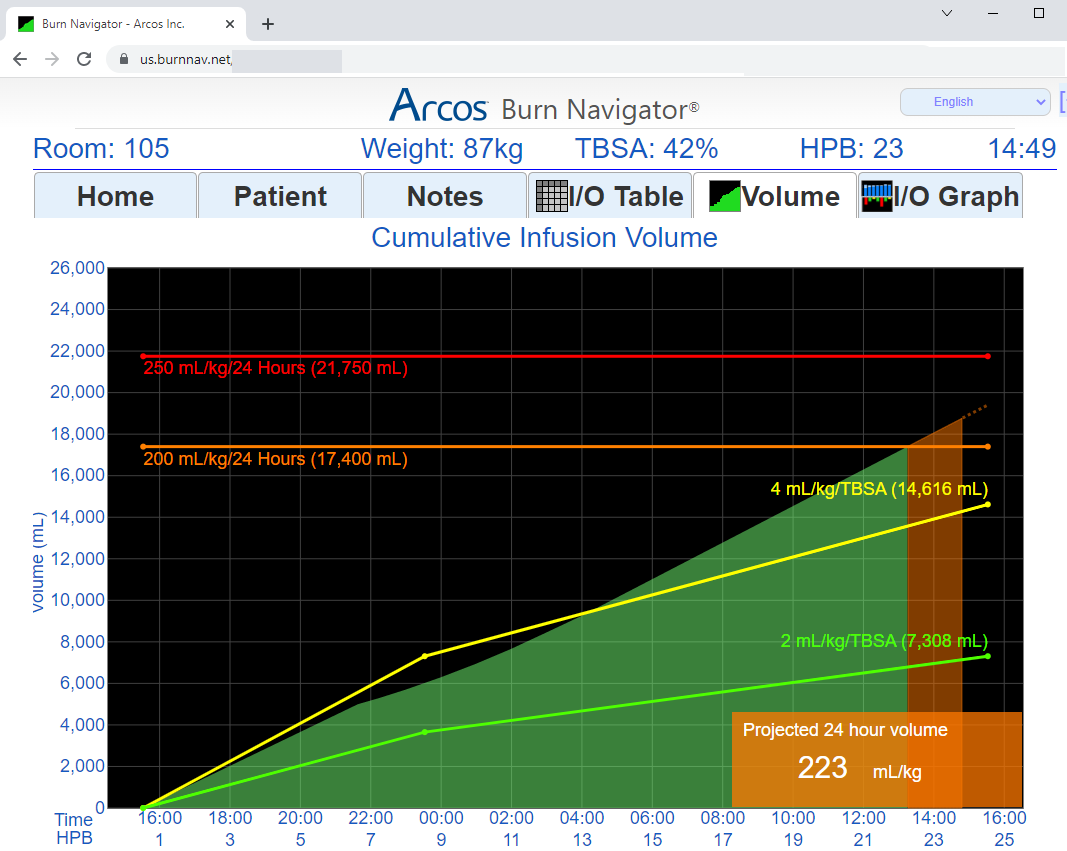 Burn Navigator - Arcos Inc.
us.burnnav.net
Arcos Burn Navigator®
English
Room: 105 Weight: 87kg TBSA: 42% HPB: 23 14:49
Home Patient Notes I/O Table Volume I/O Graph
Cumulative Infusion Volume
26,000
24,000
22,000
250 mL/kg/24 Hours (21,750 mL)
20,000
18,000
200 mL/kg/24 Hours (17,400 mL)
16,000
4 mL/kg/TBSA (14,616 mL)
14,000
12,000
volume (mL)
10,000
8,000
2 mL/kg/TBSA (7,308 mL)
6,000
4,000
Projected 24 hour volume
223 mL/kg
2,000
0
Time 16:00 18:00 20:00 22:00 00:00 02:00 04:00 06:00 08:00 10:00 12:00 14:00 16:00
HPB 1 3 5 7 9 11 13 15 17 19 21 23 25